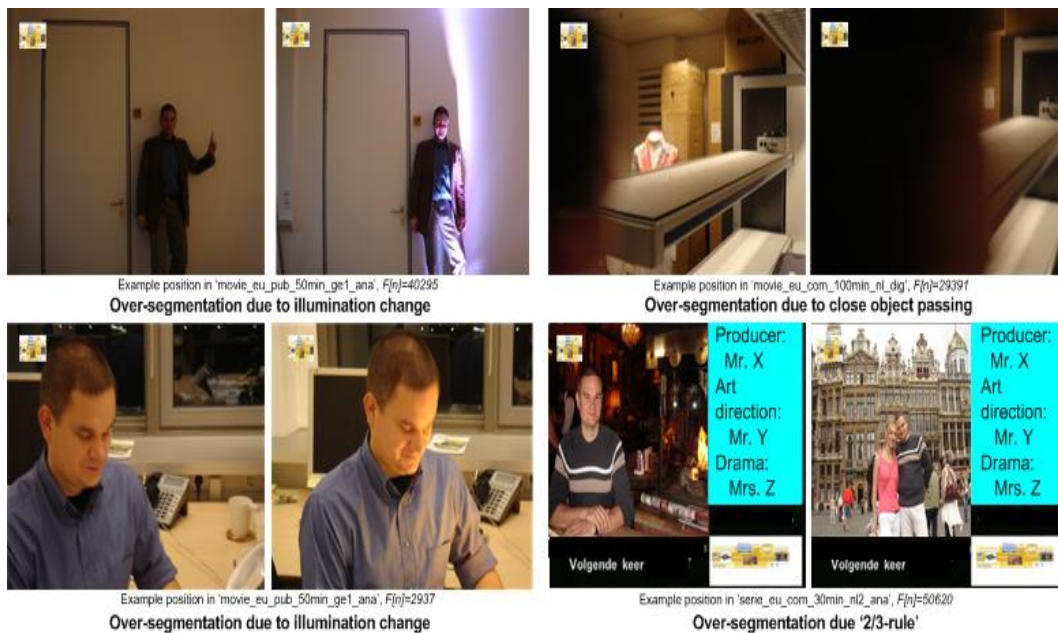 PHILIPS
Example position in 'movie_eu_pub_50min_ge1_ana', F[n]=40295
Over-segmentation due to illumination change
Example position in 'movie_eu_com_100min_nl_dig', F[n]=29391
Over-segmentation due to close object passing
Producer:
Mr. X
Art
direction:
Mr. Y
Drama:
Mrs. Z
Volgende keer
Producer:
Mr. X
Art
direction:
Mr. Y
Drama:
Mrs. Z
Volgende keer
Example position in 'movie_eu_pub_50min_ge1_ana', F[n]=2937
Over-segmentation due to illumination change
Example position in 'serie_eu_com_30min_nl2_ana', F[n]=50620
Over-segmentation due '2/3-rule'